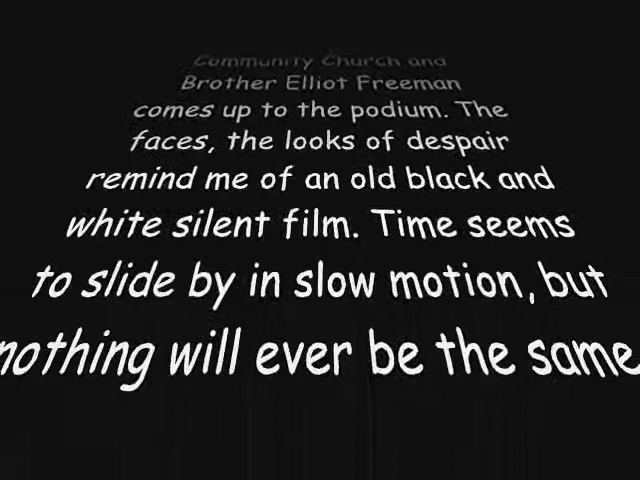 Community Church and
Brother Elliot Freeman
comes up to the podium. The
faces, the looks of despair
remind me of an old black and
white silent film. Time seems
to slide by in slow motion, but
nothing will ever be the same